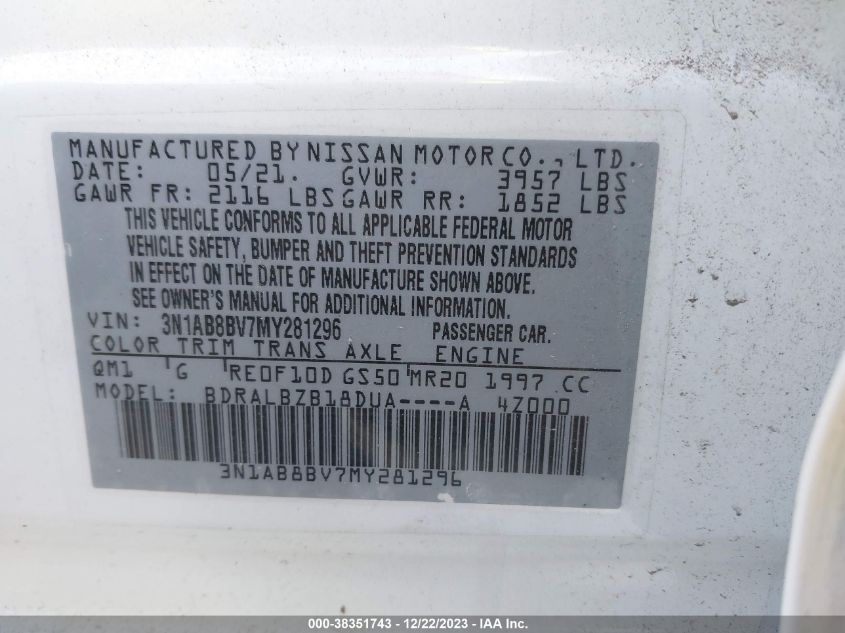 MANUFACTURED BY NISSAN MOTOR CO., LTD.
DATE: 05/21. GVWR: 3957 LBS
GAWR FR: 2116 LBS GAWR RR: 1852 LBS
THIS VEHICLE CONFORMS TO ALL APPLICABLE FEDERAL MOTOR
VEHICLE SAFETY, BUMPER AND THEFT PREVENTION STANDARDS
IN EFFECT ON THE DATE OF MANUFACTURE SHOWN ABOVE.
SEE OWNER'S MANUAL FOR ADDITIONAL INFORMATION.
VIN: 3N1AB8BV7MY281296 PASSENGER CAR.
COLOR TRIM TRANS AXLE ENGINE
QM1 G RE0F10D GS50 MR20 1997 CC
MODEL: BDRALBZB18DUA----A 4Z000
3N1AB8BV7MY281296
000-38351743 - 12/22/2023 - IAA Inc.